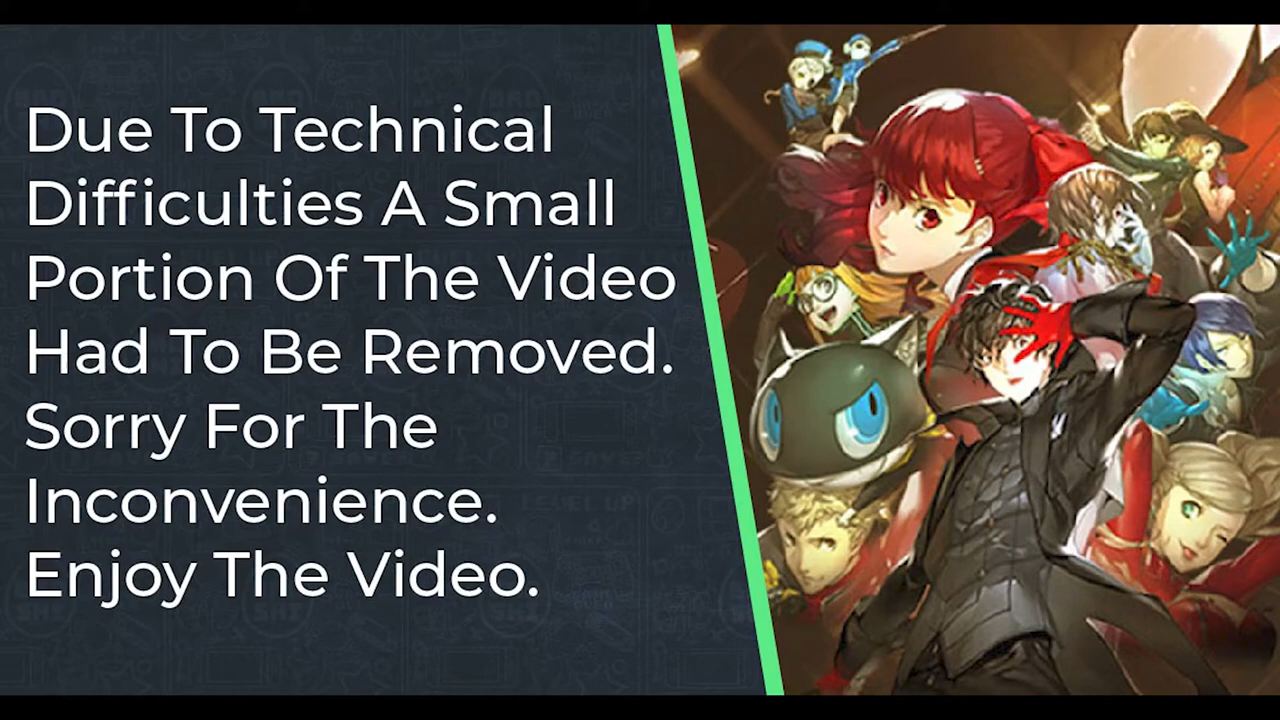 Due To Technical
Difficulties A Small
Portion Of The Video
Had To Be Removed.
Sorry For The
Inconvenience.
Enjoy The Video.